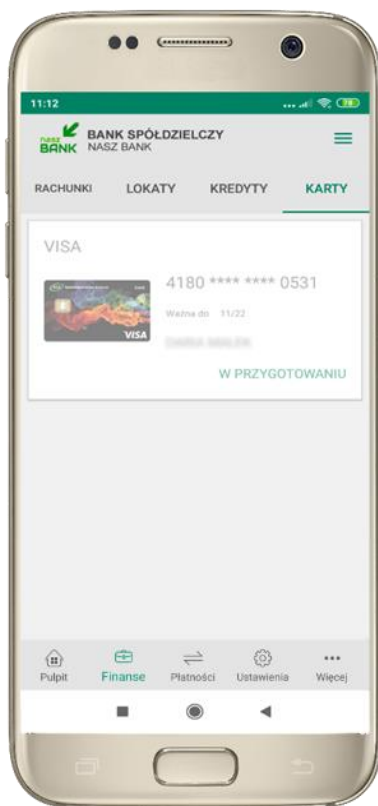 11:12
78
nasz
BANK
BANK SPÓŁDZIELCZY
NASZ BANK
RACHUNKI LOKATY KREDYTY KARTY
VISA
4180 **** **** 0531
Ważna do 11/22
VISA
W PRZYGOTOWANIU
Pulpit Finanse Płatności Ustawienia Więcej